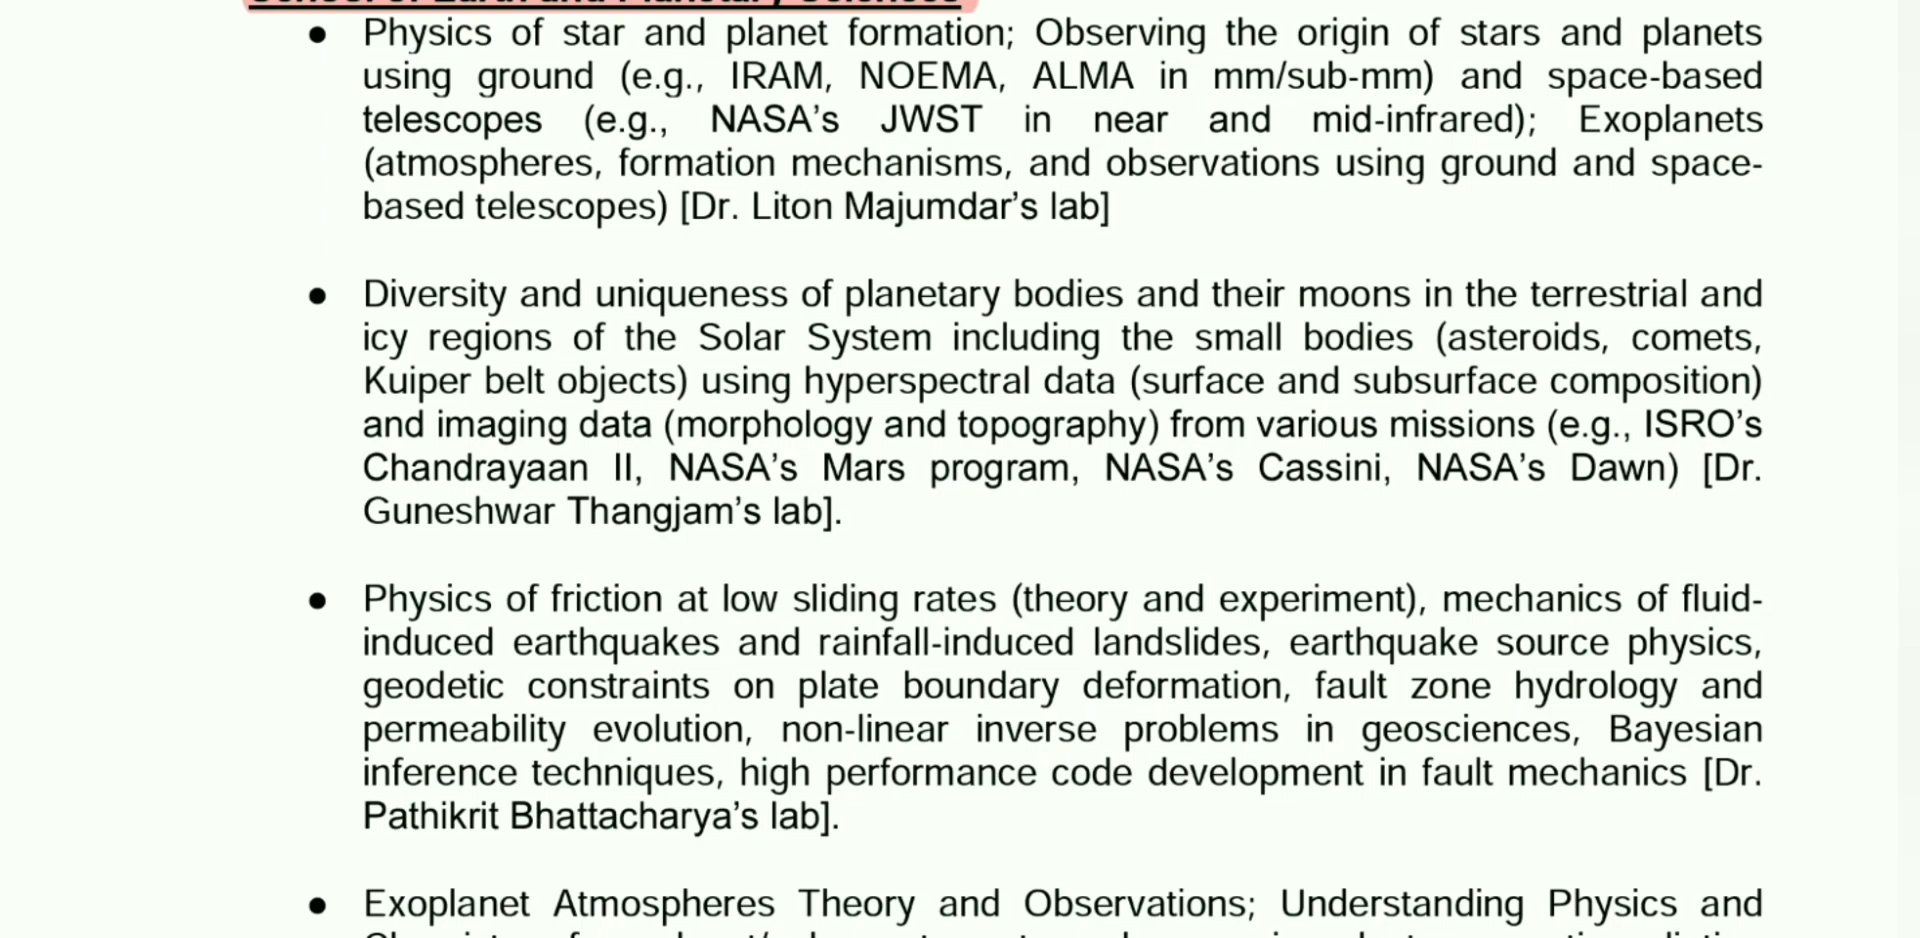 School of Earth and Planetary Sciences
● Physics of star and planet formation; Observing the origin of stars and planets
using ground (e.g., IRAM, NOEMA, ALMA in mm/sub-mm) and space-based
telescopes (e.g., NASA’s JWST in near and mid-infrared); Exoplanets
(atmospheres, formation mechanisms, and observations using ground and space-
based telescopes) [Dr. Liton Majumdar’s lab]
● Diversity and uniqueness of planetary bodies and their moons in the terrestrial and
icy regions of the Solar System including the small bodies (asteroids, comets,
Kuiper belt objects) using hyperspectral data (surface and subsurface composition)
and imaging data (morphology and topography) from various missions (e.g., ISRO’s
Chandrayaan II, NASA’s Mars program, NASA’s Cassini, NASA’s Dawn) [Dr.
Guneshwar Thangjam’s lab].
● Physics of friction at low sliding rates (theory and experiment), mechanics of fluid-
induced earthquakes and rainfall-induced landslides, earthquake source physics,
geodetic constraints on plate boundary deformation, fault zone hydrology and
permeability evolution, non-linear inverse problems in geosciences, Bayesian
inference techniques, high performance code development in fault mechanics [Dr.
Pathikrit Bhattacharya’s lab].
● Exoplanet Atmospheres Theory and Observations; Understanding Physics and